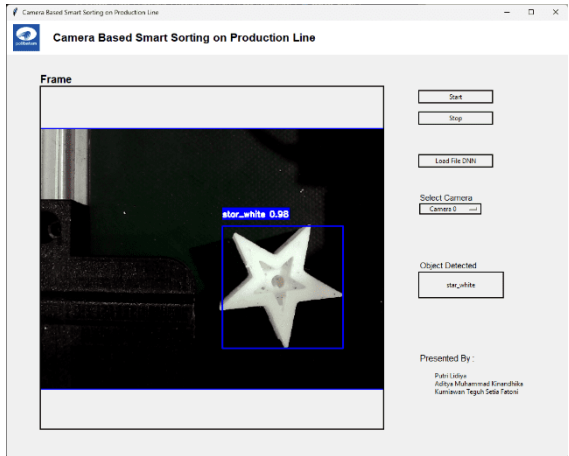 Camera Based Smart Sorting on Production Line
Camera Based Smart Sorting on Production Line
Frame
Start
Stop
Load File DNN
star_white 0.98
Select Camera
Camera 0
Object Detected
star_white
Presented By :
Putri Lidiya
Aditya Muhammad Kinandhika
Kurniawan Teguh Setia Fatoni